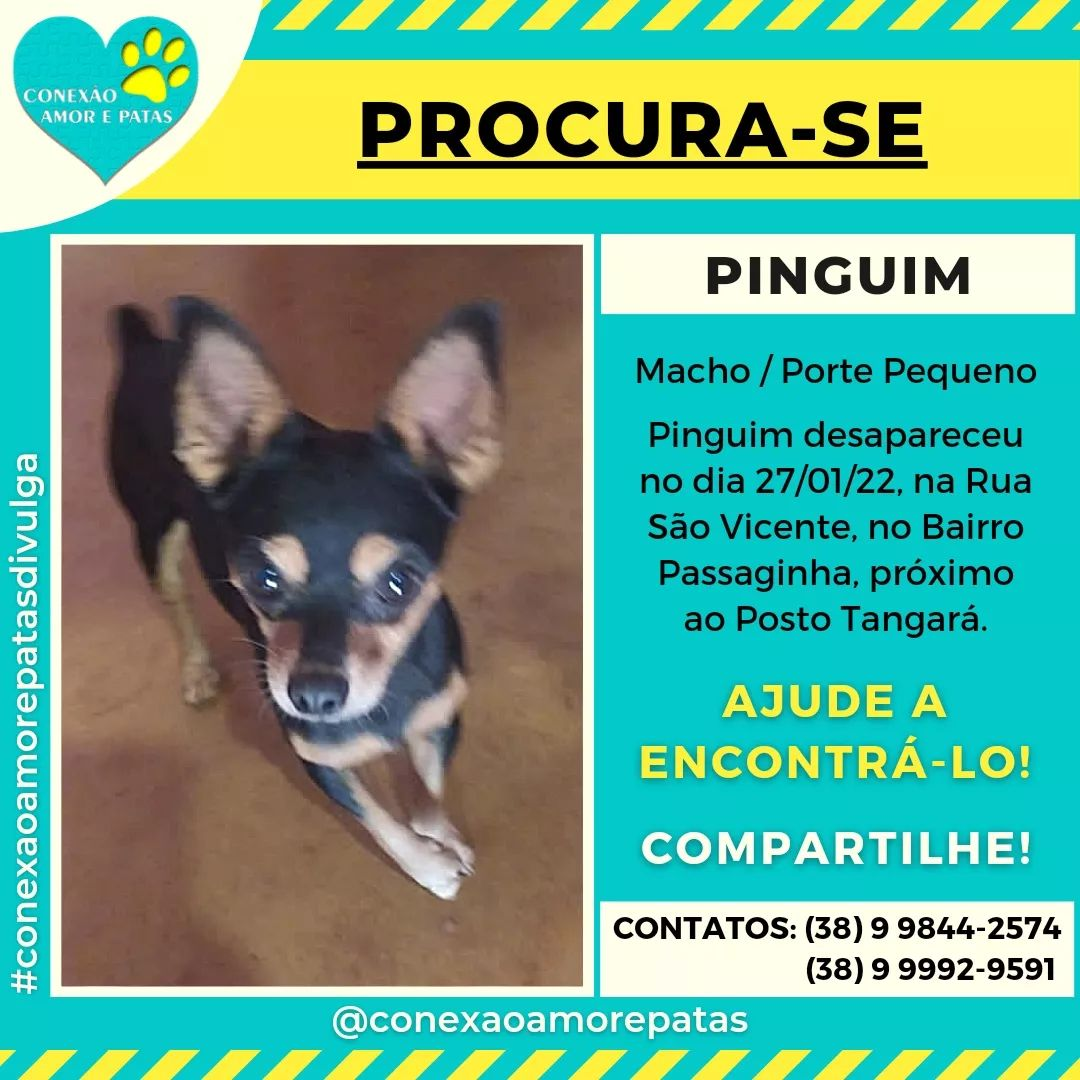 CONEXÃO
AMOR E PATAS
PROCURA-SE
PINGUIM
Macho / Porte Pequeno
Pinguim desapareceu
no dia 27/01/22, na Rua
São Vicente, no Bairro
Passaginha, próximo
ao Posto Tangará.
AJUDE A
ENCONTRÁ-LO!
COMPARTILHE!
CONTATOS: (38) 9 9844-2574
(38) 9 9992-9591
#conexaoamorepatasdivulga
@conexaoamorepatas